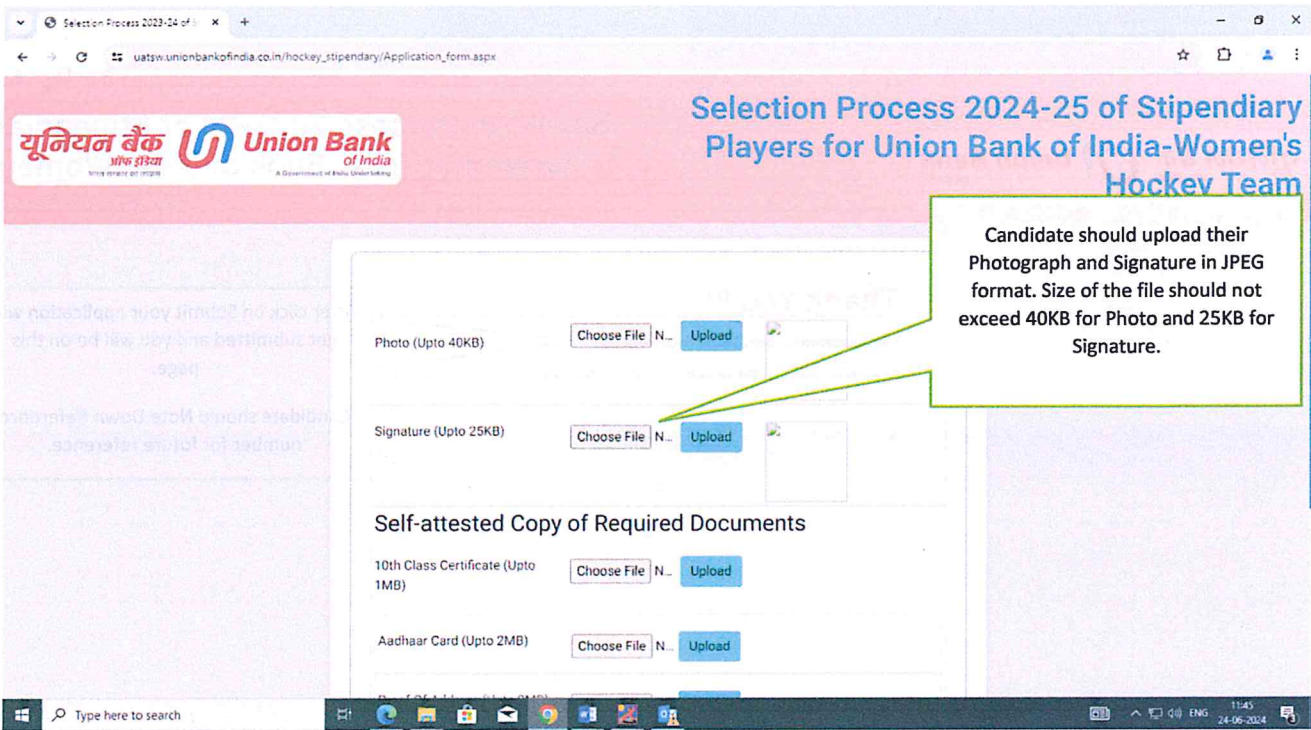 Selection Process 2023-24 of
uatsw.unionbankofindia.co.in/hockey_stipendary/Application_form.aspx
यूनियन बैंक
ऑफ इंडिया
भारत सरकार का उपक्रम
Union Bank
of India
A Government of India Undertaking
Selection Process 2024-25 of Stipendiary
Players for Union Bank of India-Women's
Hockey Team
Candidate should upload their
Photograph and Signature in JPEG
format. Size of the file should not
exceed 40KB for Photo and 25KB for
Signature.
Photo (Upto 40KB) Choose File N... Upload
Signature (Upto 25KB) Choose File N... Upload
Self-attested Copy of Required Documents
10th Class Certificate (Upto
1MB) Choose File N... Upload
Aadhaar Card (Upto 2MB) Choose File N... Upload
Type here to search
ENG
11:45
24-06-2024